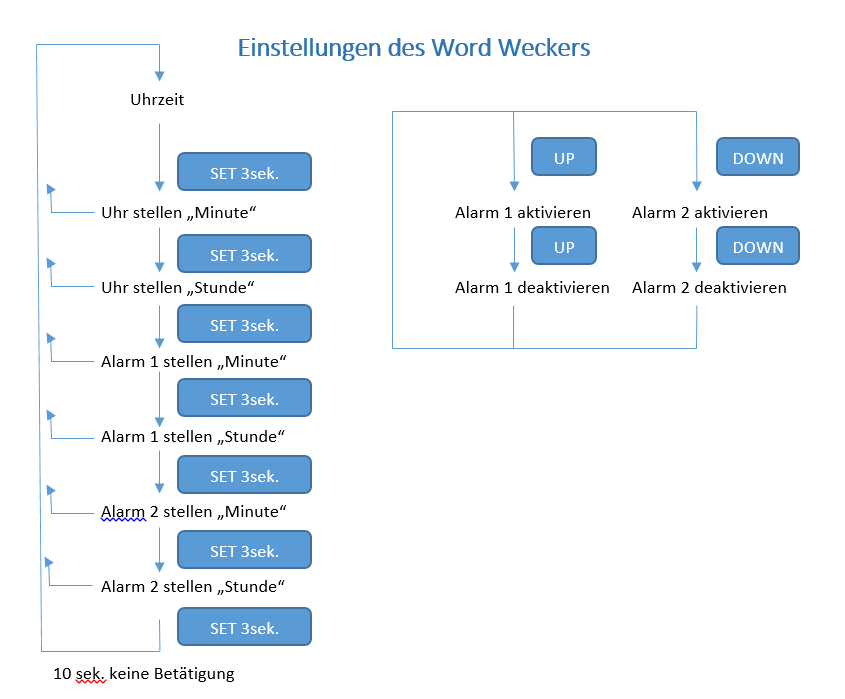 Einstellungen des Word Weckers
Uhrzeit
SET 3sek.
Uhr stellen „Minute“
SET 3sek.
Uhr stellen „Stunde“
SET 3sek.
Alarm 1 stellen „Minute“
SET 3sek.
Alarm 1 stellen „Stunde“
SET 3sek.
Alarm 2 stellen „Minute“
SET 3sek.
Alarm 2 stellen „Stunde“
SET 3sek.
10 sek. keine Betätigung
UP
Alarm 1 aktivieren
UP
Alarm 1 deaktivieren
DOWN
Alarm 2 aktivieren
DOWN
Alarm 2 deaktivieren